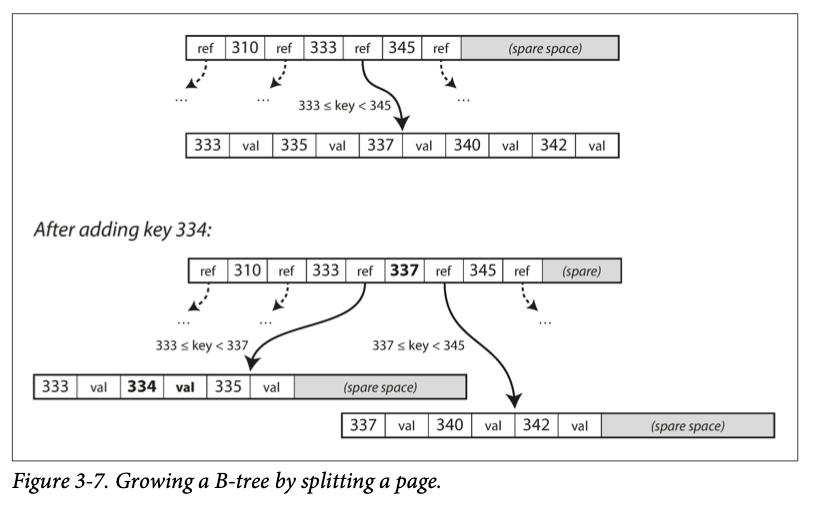 ref 310 ref 333 ref 345 ref (spare space)
... ... ...
333 ≤ key < 345
333 val 335 val 337 val 340 val 342 val
After adding key 334:
ref 310 ref 333 ref 337 ref 345 ref (spare)
... ... ...
333 ≤ key < 337 337 ≤ key < 345
333 val 334 val 335 val (spare space)
337 val 340 val 342 val (spare space)
Figure 3-7. Growing a B-tree by splitting a page.